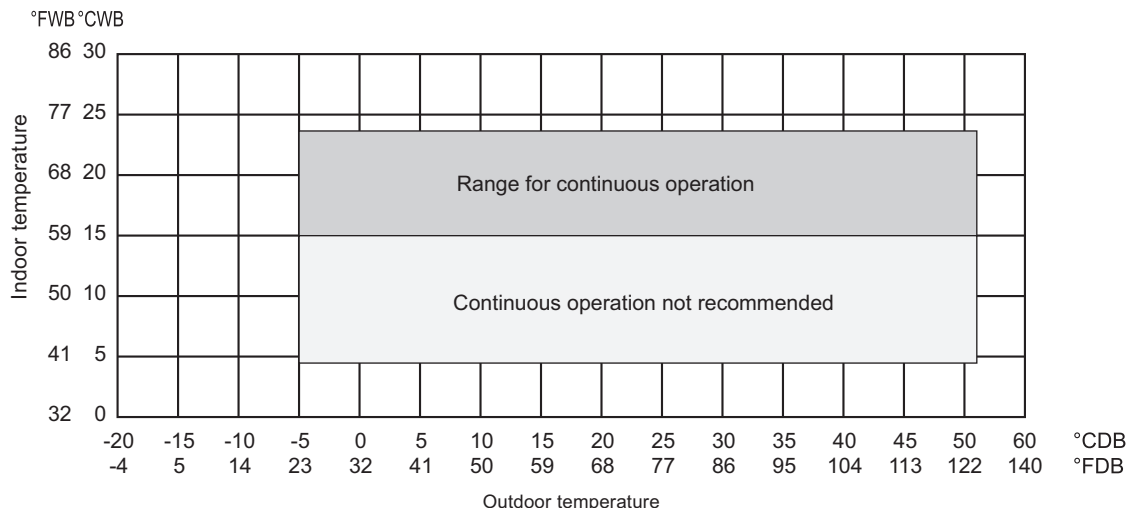 °FWB °CWB
86 30
77 25
68 20
59 15
50 10
41 5
32 0
Indoor temperature
Range for continuous operation
Continuous operation not recommended
-20 -15 -10 -5 0 5 10 15 20 25 30 35 40 45 50 60 °CDB
-4 5 14 23 32 41 50 59 68 77 86 95 104 113 122 140 °FDB
Outdoor temperature